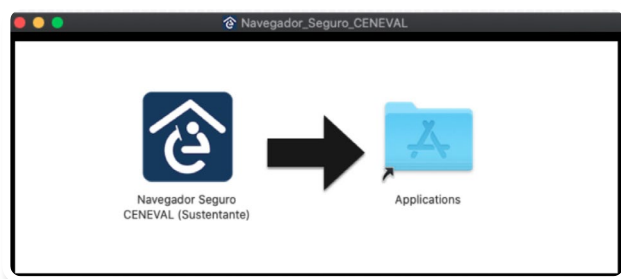 Navegador_Seguro_CENEVAL
Navegador Seguro
CENEVAL (Sustentante)
Applications